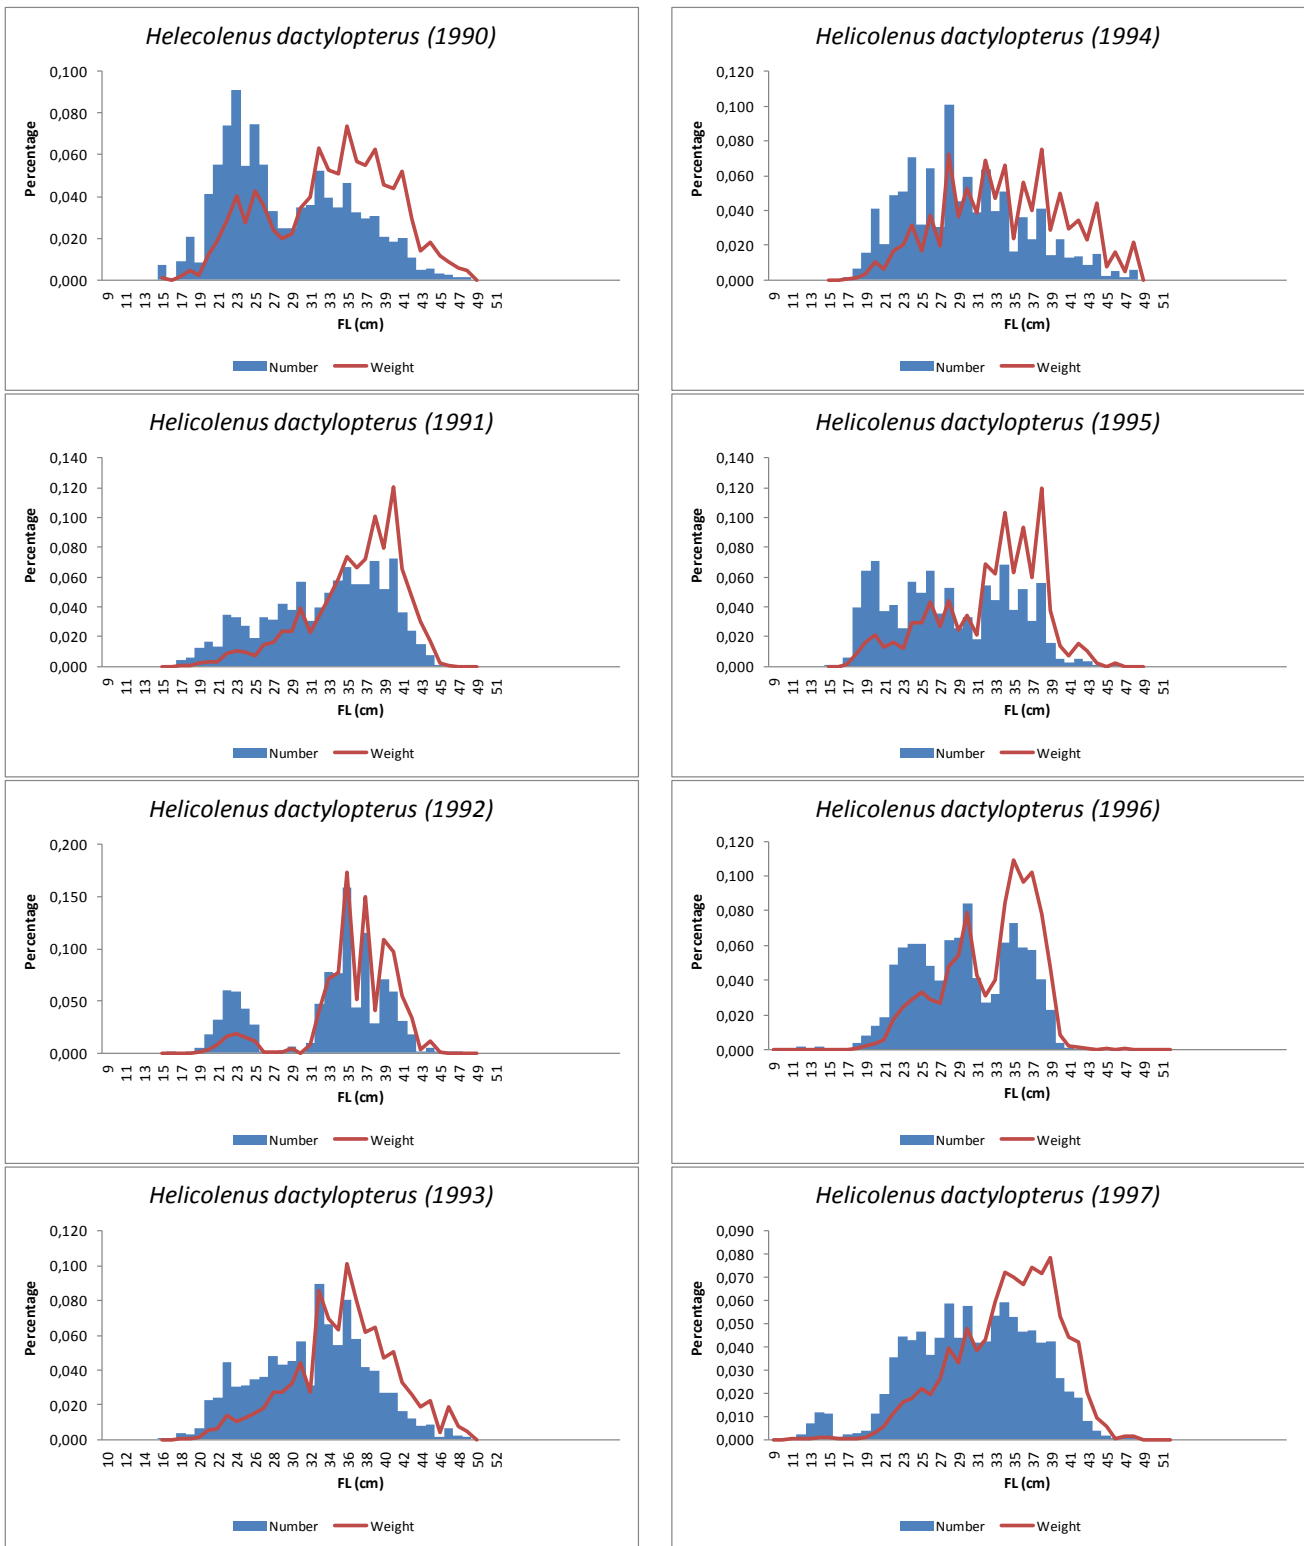 Helecolenus dactylopterus (1990)
0,100
0,080
0,060
0,040
0,020
0,000
Percentage
9 11 13 15 17 19 21 23 25 27 29 31 33 35 37 39 41 43 45 47 49 51
FL (cm)
Number Weight
Helicolenus dactylopterus (1991)
0,140
0,120
0,100
0,080
0,060
0,040
0,020
0,000
Percentage
9 11 13 15 17 19 21 23 25 27 29 31 33 35 37 39 41 43 45 47 49 51
FL (cm)
Number Weight
Helicolenus dactylopterus (1992)
0,200
0,150
0,100
0,050
0,000
Percentage
9 11 13 15 17 19 21 23 25 27 29 31 33 35 37 39 41 43 45 47 49 51
FL (cm)
Number Weight
Helicolenus dactylopterus (1993)
0,120
0,100
0,080
0,060
0,040
0,020
0,000
Percentage
10 12 14 16 18 20 22 24 26 28 30 32 34 36 38 40 42 44 46 48 50 52
FL (cm)
Number Weight
Helicolenus dactylopterus (1994)
0,120
0,100
0,080
0,060
0,040
0,020
0,000
Percentage
9 11 13 15 17 19 21 23 25 27 29 31 33 35 37 39 41 43 45 47 49 51
FL (cm)
Number Weight
Helicolenus dactylopterus (1995)
0,140
0,120
0,100
0,080
0,060
0,040
0,020
0,000
Percentage
9 11 13 15 17 19 21 23 25 27 29 31 33 35 37 39 41 43 45 47 49 51
FL (cm)
Number Weight
Helicolenus dactylopterus (1996)
0,120
0,100
0,080
0,060
0,040
0,020
0,000
Percentage
9 11 13 15 17 19 21 23 25 27 29 31 33 35 37 39 41 43 45 47 49 51
FL (cm)
Number Weight
Helicolenus dactylopterus (1997)
0,090
0,080
0,070
0,060
0,050
0,040
0,030
0,020
0,010
0,000
Percentage
9 11 13 15 17 19 21 23 25 27 29 31 33 35 37 39 41 43 45 47 49 51
FL (cm)
Number Weight